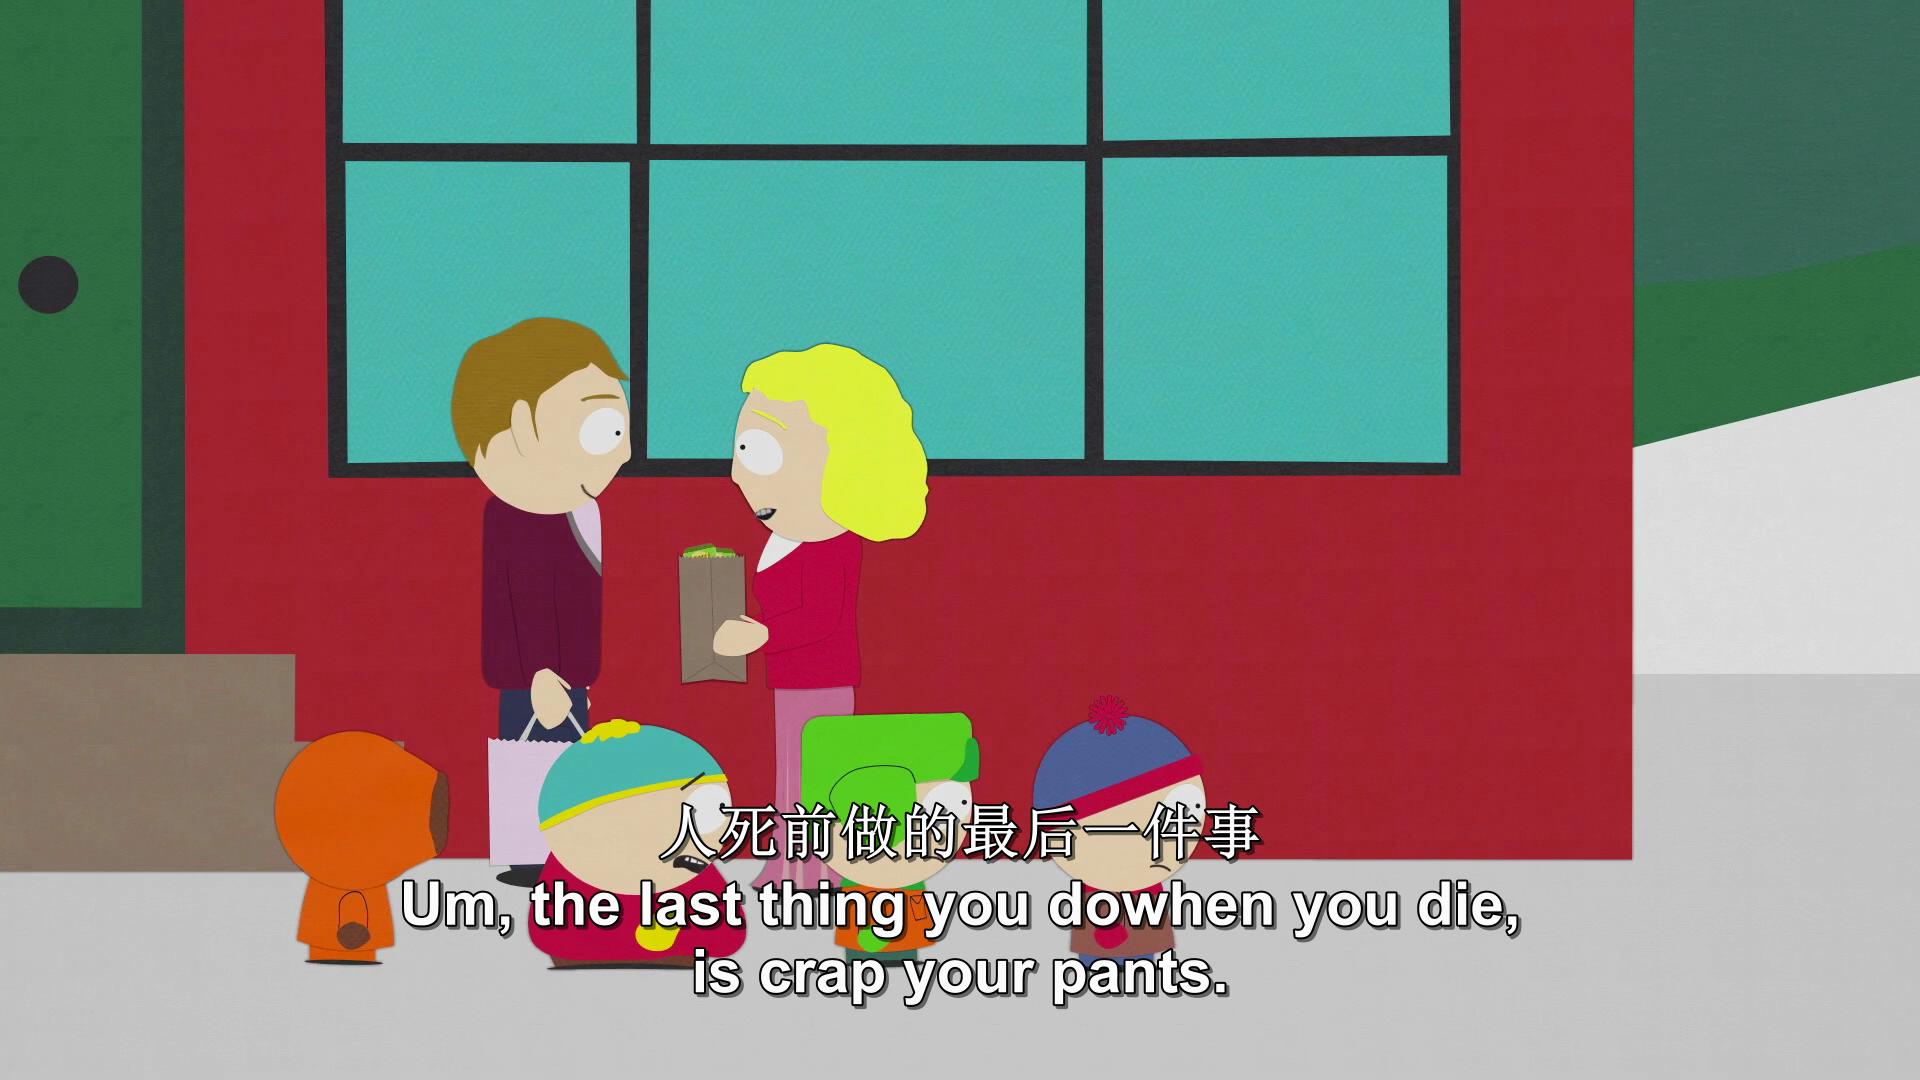 人死前做的最后一件事
Um, the last thing you dowhen you die,
is crap your pants.